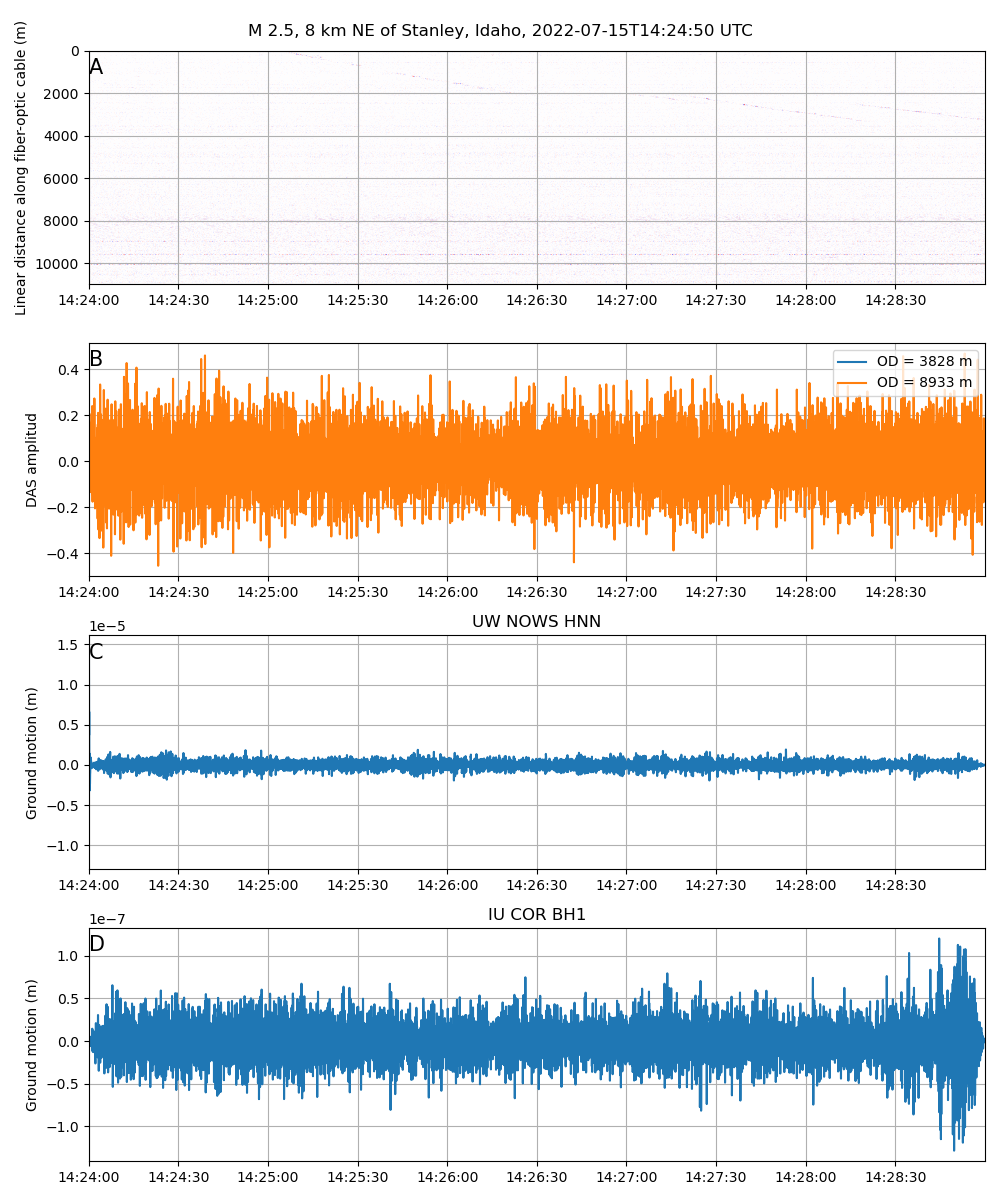 M 2.5, 8 km NE of Stanley, Idaho, 2022-07-15T14:24:50 UTC
Linear distance along fiber-optic cable (m)
A
0
2000
4000
6000
8000
10000
14:24:00 14:24:30 14:25:00 14:25:30 14:26:00 14:26:30 14:27:00 14:27:30 14:28:00 14:28:30
DAS amplitud
B
OD = 3828 m
OD = 8933 m
0.4
0.2
0.0
−0.2
−0.4
14:24:00 14:24:30 14:25:00 14:25:30 14:26:00 14:26:30 14:27:00 14:27:30 14:28:00 14:28:30
UW NOWS HNN
1e−5
Ground motion (m)
C
1.5
1.0
0.5
0.0
−0.5
−1.0
14:24:00 14:24:30 14:25:00 14:25:30 14:26:00 14:26:30 14:27:00 14:27:30 14:28:00 14:28:30
IU COR BH1
1e−7
Ground motion (m)
D
1.0
0.5
0.0
−0.5
−1.0
14:24:00 14:24:30 14:25:00 14:25:30 14:26:00 14:26:30 14:27:00 14:27:30 14:28:00 14:28:30